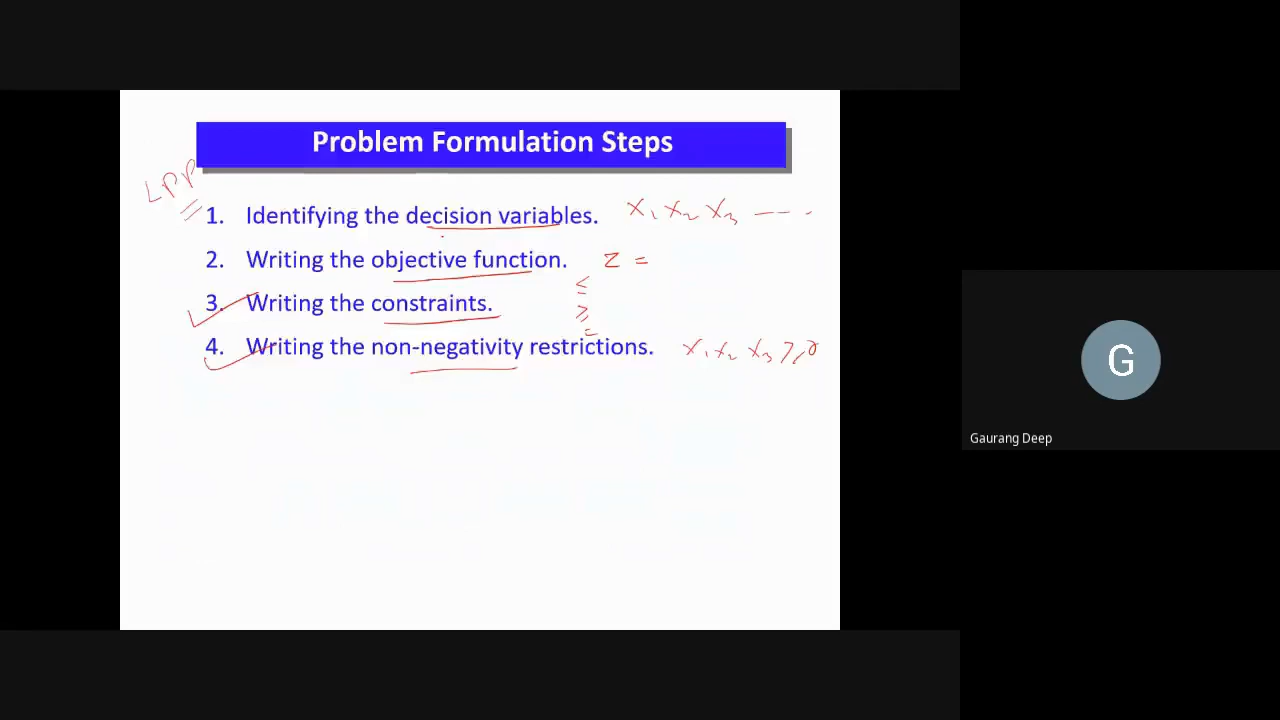 Problem Formulation Steps
LPP
1. Identifying the decision variables. X1 X2 X3 --- .
2. Writing the objective function. Z =
≤
3. Writing the constraints. ≥
=
4. Writing the non-negativity restrictions. X1 X2 X3 ≥,0
G
Gaurang Deep